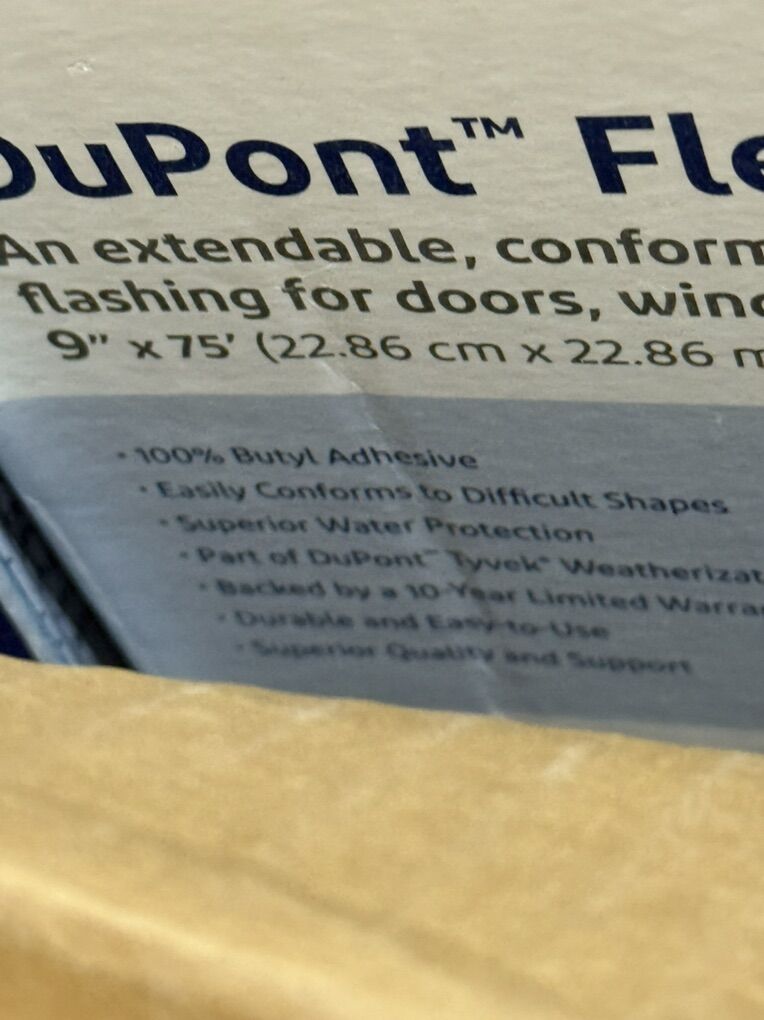 DuPont™ Fle
An extendable, conform
flashing for doors, wind
9" x 75' (22.86 cm x 22.86 m
• 100% Butyl Adhesive
• Easily Conforms to Difficult Shapes
• Superior Water Protection
• Part of DuPont™ Tyvek® Weatherizat
• Backed by a 10-Year Limited Warra
• Durable and Easy-to-Use
• Superior Quality and Support